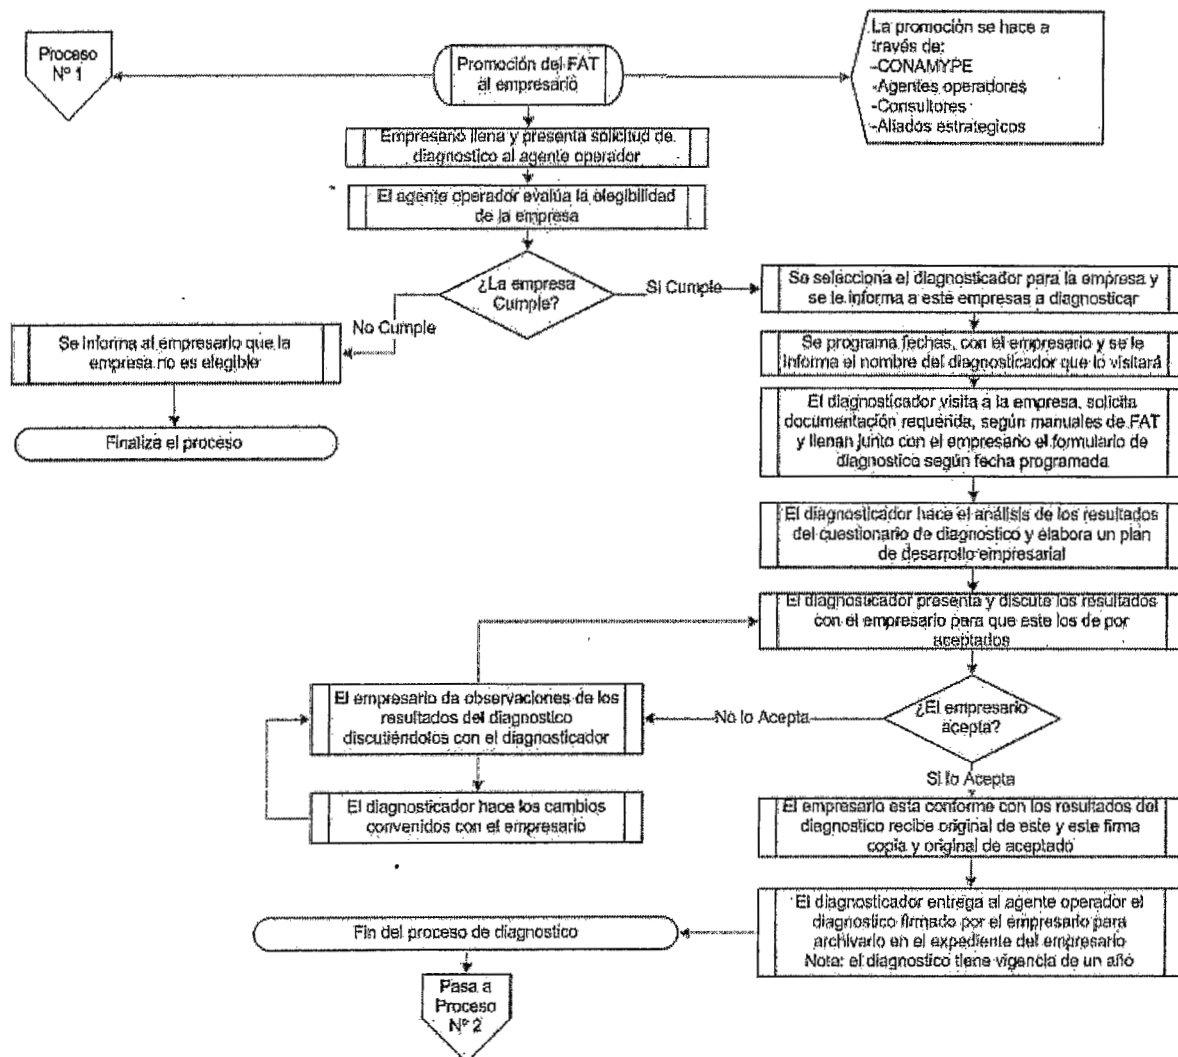 Proceso
Nº 1
Promoción del FAT
al empresario
La promoción se hace a
través de:
-CONAMYPE
-Agentes operadores
-Consultores
-Aliados estrategicos
Empresario llena y presenta solicitud de
diagnostico al agente operador
El agente operador evalúa la elegibilidad
de la empresa
¿La empresa
Cumple?
Si Cumple
Se selecciona el diagnosticador para la empresa y
se le informa a este empresas a diagnosticar
No Cumple
Se informa al empresario que la
empresa no es elegible
Se programa fechas, con el empresario y se le
informa el nombre del diagnosticador que lo visitará
Finaliza el proceso
El diagnosticador visita a la empresa, solicita
documentación requerida, según manuales de FAT
y llenan junto con el empresario el formulario de
diagnostico según fecha programada
El diagnosticador hace el análisis de los resultados
del cuestionario de diagnostico y elabora un plan
de desarrollo empresarial
El diagnosticador presenta y discute los resultados
con el empresario para que este los de por
aceptados
¿El empresario
acepta?
No lo Acepta
El empresario da observaciones de los
resultados del diagnostico
discutiéndolos con el diagnosticador
El diagnosticador hace los cambios
convenidos con el empresario
Si lo Acepta
El empresario esta conforme con los resultados del
diagnostico recibe original de este y este firma
copia y original de aceptado
El diagnosticador entrega al agente operador el
diagnostico firmado por el empresario para
archivarlo en el expediente del empresario
Nota: el diagnostico tiene vigencia de un año
Fin del proceso de diagnostico
Pasa a
Proceso
Nº 2